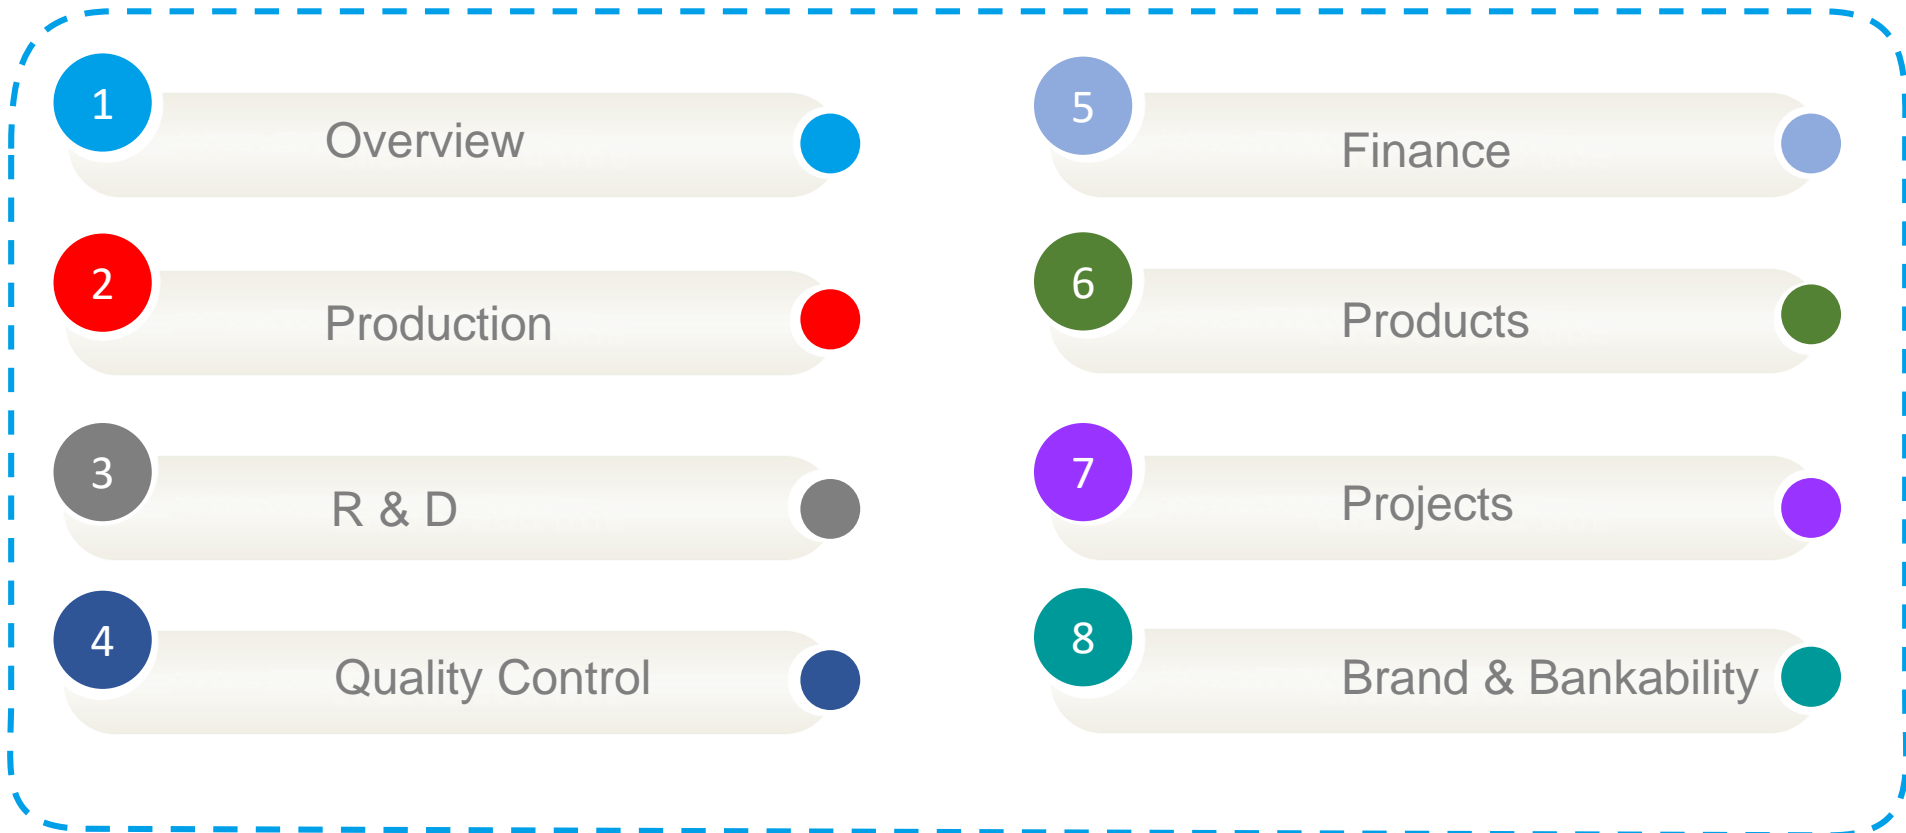 1
Overview
2
Production
3
R & D
4
Quality Control
5
Finance
6
Products
7
Projects
8
Brand & Bankability